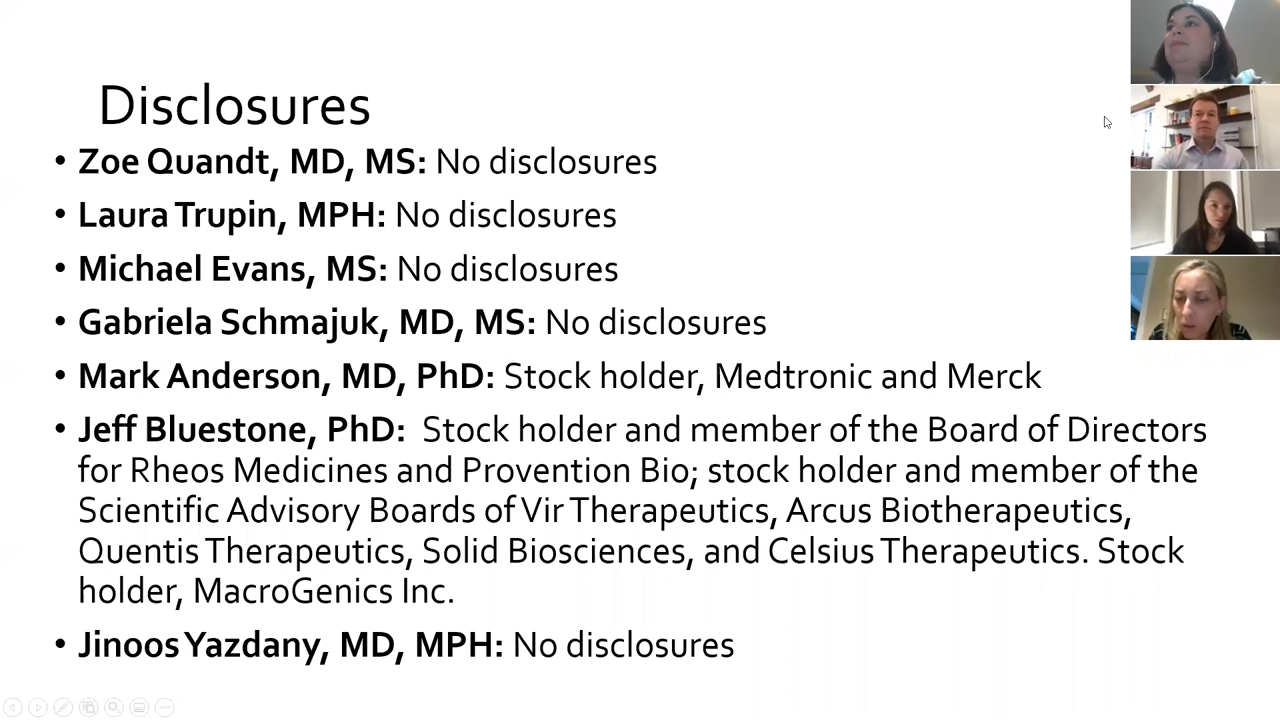 Disclosures
• Zoe Quandt, MD, MS: No disclosures
• Laura Trupin, MPH: No disclosures
• Michael Evans, MS: No disclosures
• Gabriela Schmajuk, MD, MS: No disclosures
• Mark Anderson, MD, PhD: Stock holder, Medtronic and Merck
• Jeff Bluestone, PhD: Stock holder and member of the Board of Directors
for Rheos Medicines and Provention Bio; stock holder and member of the
Scientific Advisory Boards of Vir Therapeutics, Arcus Biotherapeutics,
Quentis Therapeutics, Solid Biosciences, and Celsius Therapeutics. Stock
holder, MacroGenics Inc.
• Jinoos Yazdany, MD, MPH: No disclosures